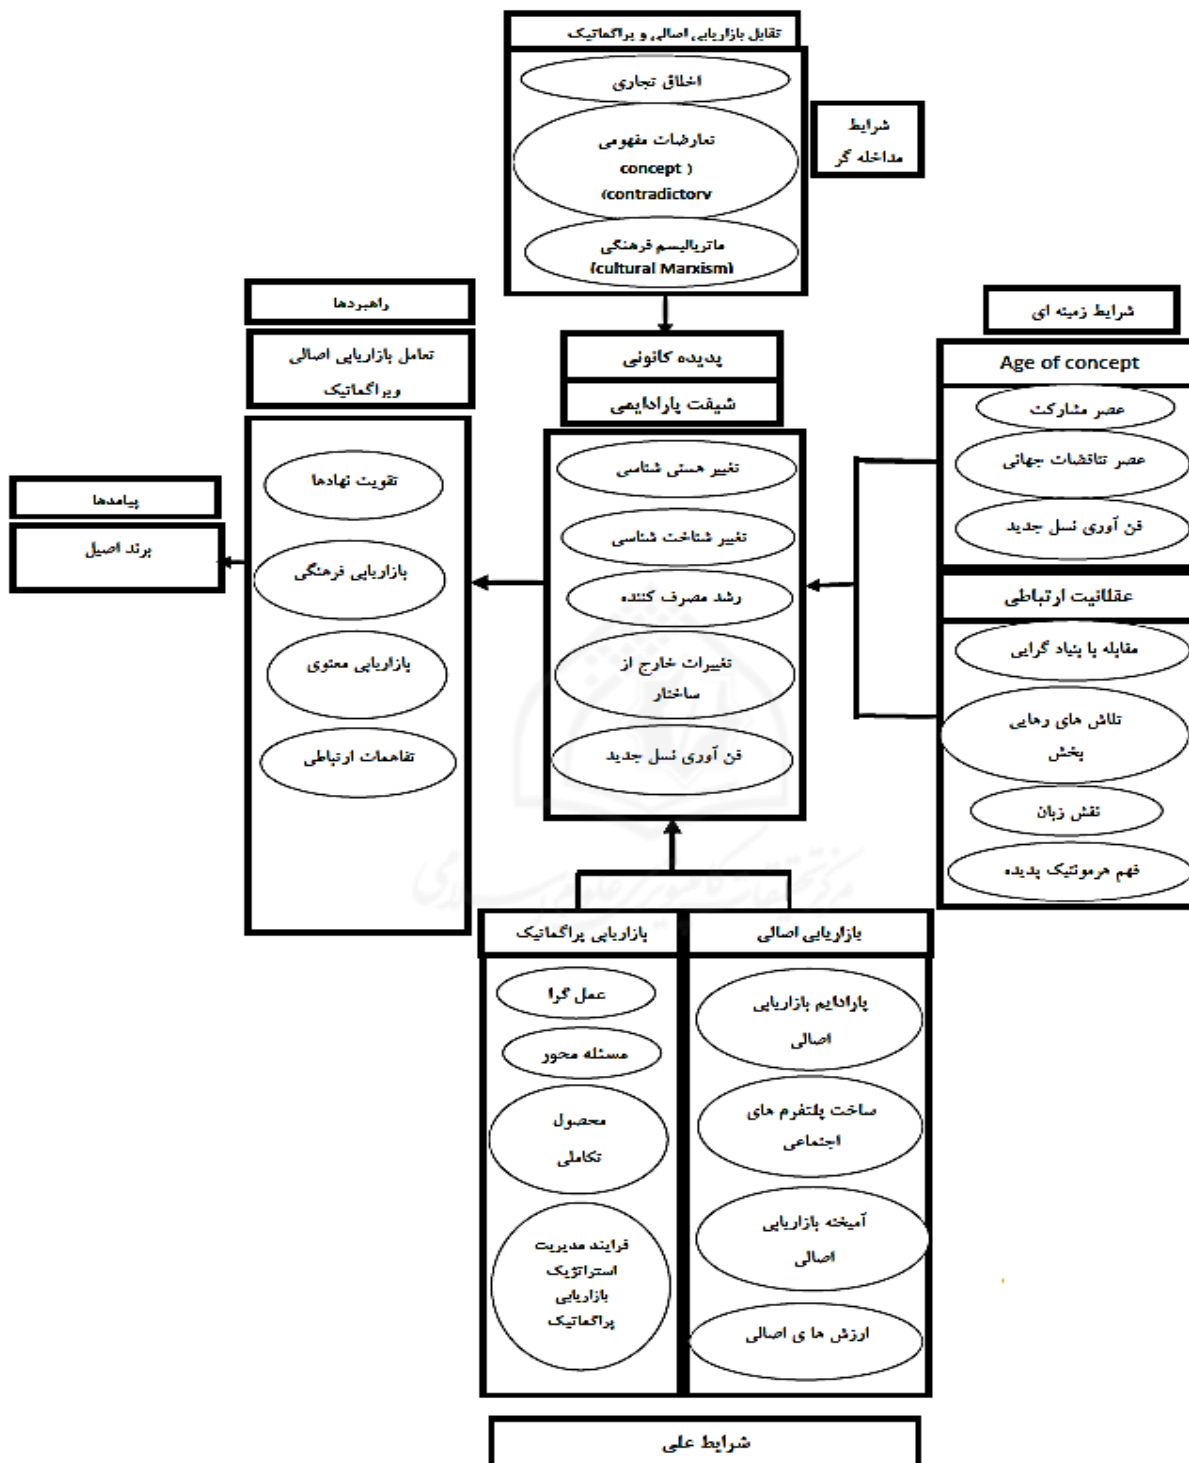 تقابل بازاریابی اصالی و پراگماتیک
اخلاق تجاری
تعارضات مفهومی
concept )
(contradictory
ماتریالیسم فرهنگی
(cultural Marxism)
شرایط
مداخله گر
راهبردها
تعامل بازاریابی اصالی
وپراگماتیک
تقویت نهادها
بازاریابی فرهنگی
بازاریابی معنوی
تفاهمات ارتباطی
پیامدها
برند اصیل
پدیده کانونی
شیفت پارادایمی
تغییر هستی شناسی
تغییر شناخت شناسی
رشد مصرف کننده
تغییرات خارج از
ساختار
فن آوری نسل جدید
شرایط زمینه ای
Age of concept
عصر مشارکت
عصر تناقضات جهانی
فن آوری نسل جدید
عقلانیت ارتباطی
مقابله با بنیاد گرایی
تلاش های رهایی
بخش
نقش زبان
فهم هرمونتیک پدیده
مرکز تحقیقات کامپیوتری علوم اسلامی
بازاریابی اصالی
پارادایم بازاریابی
اصالی
ساخت پلتفرم های
اجتماعی
آمیخته بازاریابی
اصالی
ارزش ها ی اصالی
بازاریابی پراگماتیک
عمل گرا
مسئله محور
محصول
تکاملی
فرایند مدیریت
استراتژیک
بازاریابی
پراگماتیک
شرایط علی